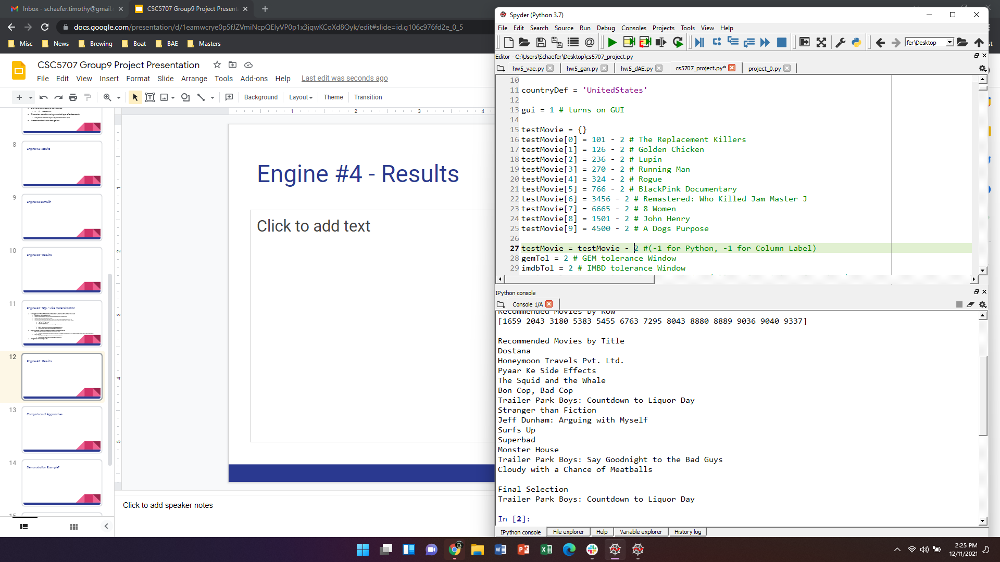 Inbox - schaefer.timothy@gmail.
CSC5707 Group9 Project Present
docs.google.com/presentation/d/1eamwcrye0p5fJZVmiNcpQElyVP0p1x3jqwKCoXd8Oyk/edit#slide=id.g106c976fd2e_0_5
Misc
News
Brewing
Boat
BAE
Masters
CSC5707 Group9 Project Presentation
File Edit View Insert Format Slide Arrange Tools Add-ons Help Last edit was seconds ago
Background Layout Theme Transition
1 2 3 4
8
Engine #2 Results
9
Engine #3 Sumukh
10
Engine #3 - Results
11
Engine #4 - SQL - Like Materialization
12
Engine #4 - Results
13
Comparison of Approaches
14
Demonstration Example?
15
1
2
3
4
5
Engine #4 - Results
Click to add text
Click to add speaker notes
Spyder (Python 3.7)
File Edit Search Source Run Debug Consoles Projects Tools View Help
fer\Desktop
Editor - C:\Users\Schaefer\Desktop\cs5707_project.py
hw5_vae.py hw5_gan.py hw5_dAE.py cs5707_project.py* project_0.py
10
11 countryDef = 'UnitedStates'
12
13 gui = 1 # turns on GUI
14
15 testMovie = {}
16 testMovie[0] = 101 - 2 # The Replacement Killers
17 testMovie[1] = 126 - 2 # Golden Chicken
18 testMovie[2] = 236 - 2 # Lupin
19 testMovie[3] = 270 - 2 # Running Man
20 testMovie[4] = 324 - 2 # Rogue
21 testMovie[5] = 766 - 2 # BlackPink Documentary
22 testMovie[6] = 3456 - 2 # Remastered: Who Killed Jam Master J
23 testMovie[7] = 6665 - 2 # 8 Women
24 testMovie[8] = 1501 - 2 # John Henry
25 testMovie[9] = 4500 - 2 # A Dogs Purpose
26
27 testMovie = testMovie - 2 #(-1 for Python, -1 for Column Label)
28 gemTol = 2 # GEM tolerance Window
29 imdbTol = 2 # IMBD tolerance Window
IPython console
Console 1/A
Recommended Movies by Row
[1659 2043 3180 5383 5455 6763 7295 8043 8880 8889 9036 9040 9337]
Recommended Movies by Title
Dostana
Honeymoon Travels Pvt. Ltd.
Pyaar Ke Side Effects
The Squid and the Whale
Bon Cop, Bad Cop
Trailer Park Boys: Countdown to Liquor Day
Stranger than Fiction
Jeff Dunham: Arguing with Myself
Surfs Up
Superbad
Monster House
Trailer Park Boys: Say Goodnight to the Bad Guys
Cloudy with a Chance of Meatballs
Final Selection
Trailer Park Boys: Countdown to Liquor Day
In [2]:
IPython console File explorer Help Variable explorer History log
2:25 PM
12/11/2021